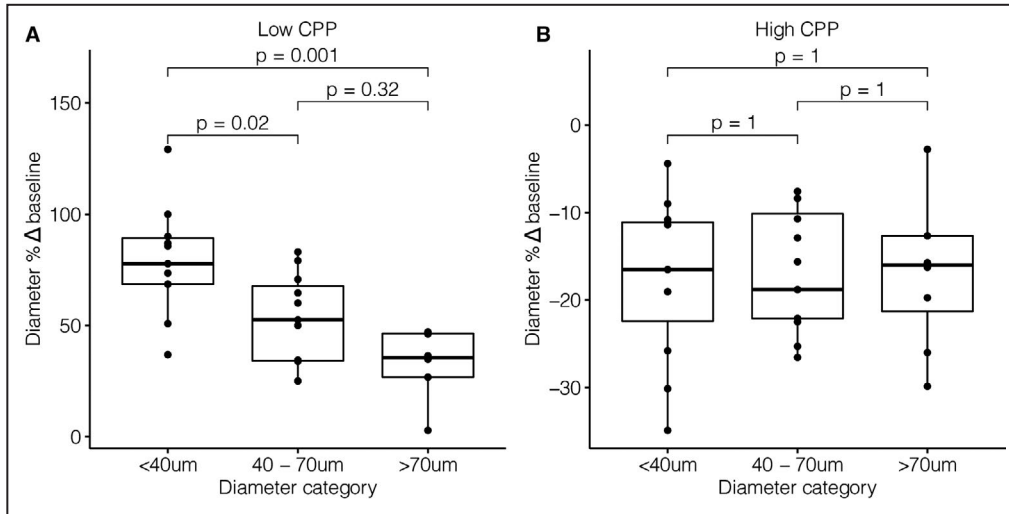 A
Low CPP
p = 0.001
p = 0.32
p = 0.02
Diameter % Δ baseline
150
100
50
0
<40um
40 – 70um
>70um
Diameter category
B
High CPP
p = 1
p = 1
p = 1
Diameter % Δ baseline
0
−10
−20
−30
<40um
40 – 70um
>70um
Diameter category